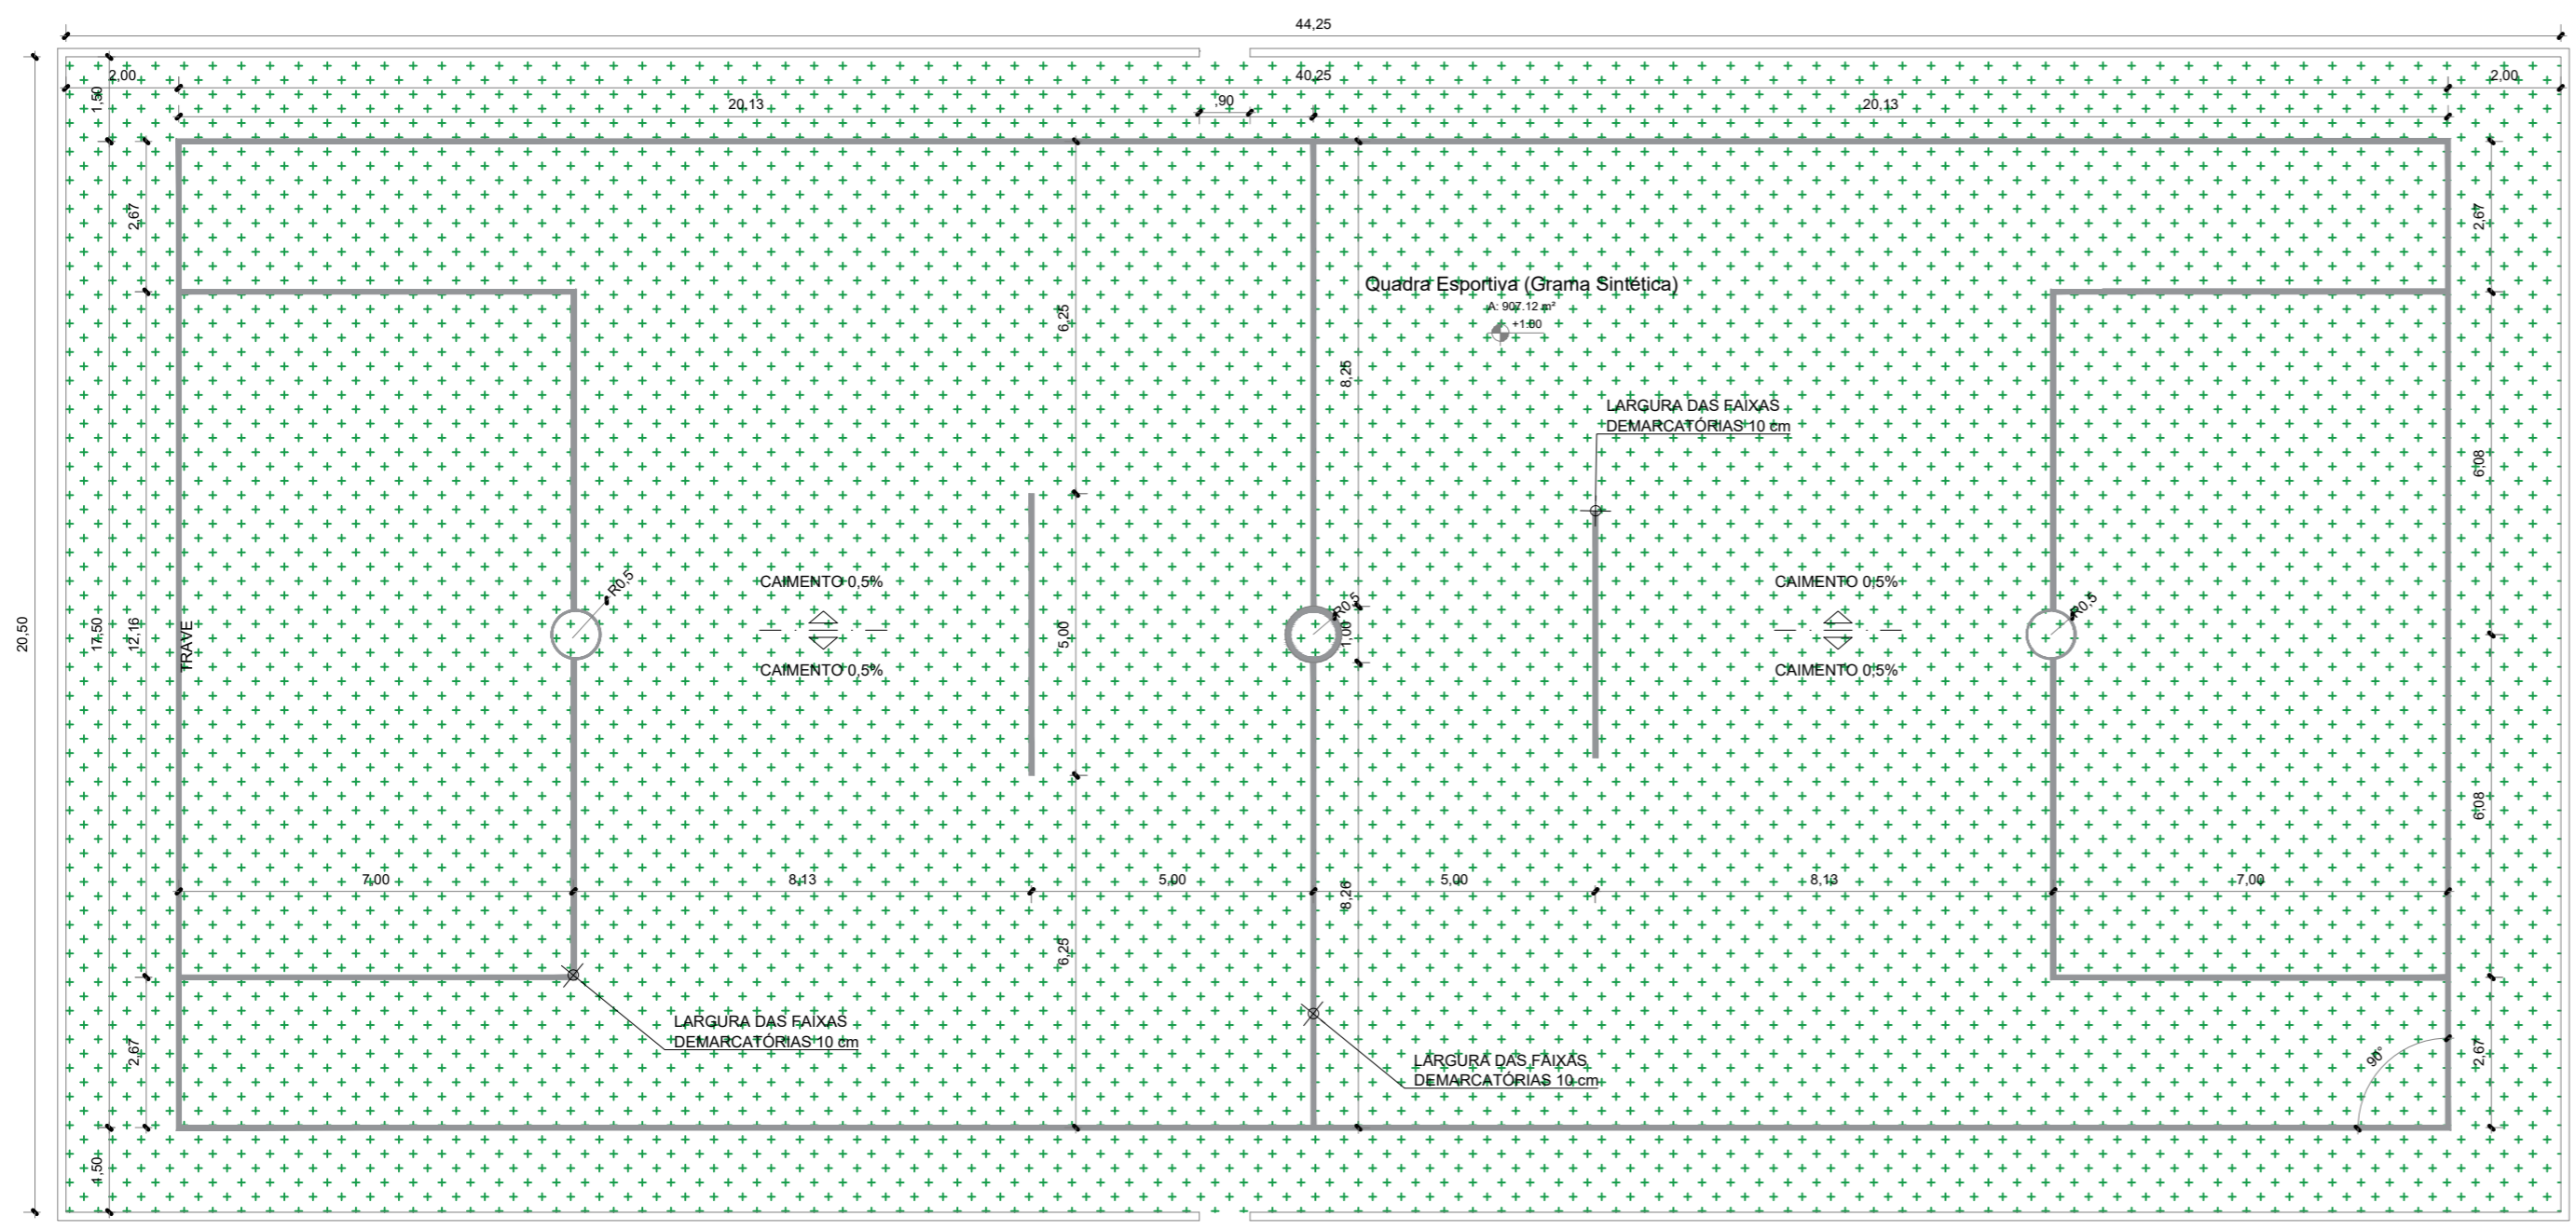 44,25
2,00
40,25
2,00
1,50
20,13
,90
20,13
2,67
2,67
Quadra Esportiva (Grama Sintética)
A: 907.12 m²
+1.00
6,25
8,25
LARGURA DAS FAIXAS
DEMARCATÓRIAS 10 cm
6,08
R0,5
CAIMENTO 0,5%
R0,5
CAIMENTO 0,5%
R0,5
20,50
17,50
12,16
TRAVE
5,00
1,00
CAIMENTO 0,5%
CAIMENTO 0,5%
6,08
7,00
8,13
5,00
5,00
8,13
7,00
8,26
6,25
LARGURA DAS FAIXAS
DEMARCATÓRIAS 10 cm
2,67
LARGURA DAS FAIXAS
DEMARCATÓRIAS 10 cm
90°
2,67
1,50